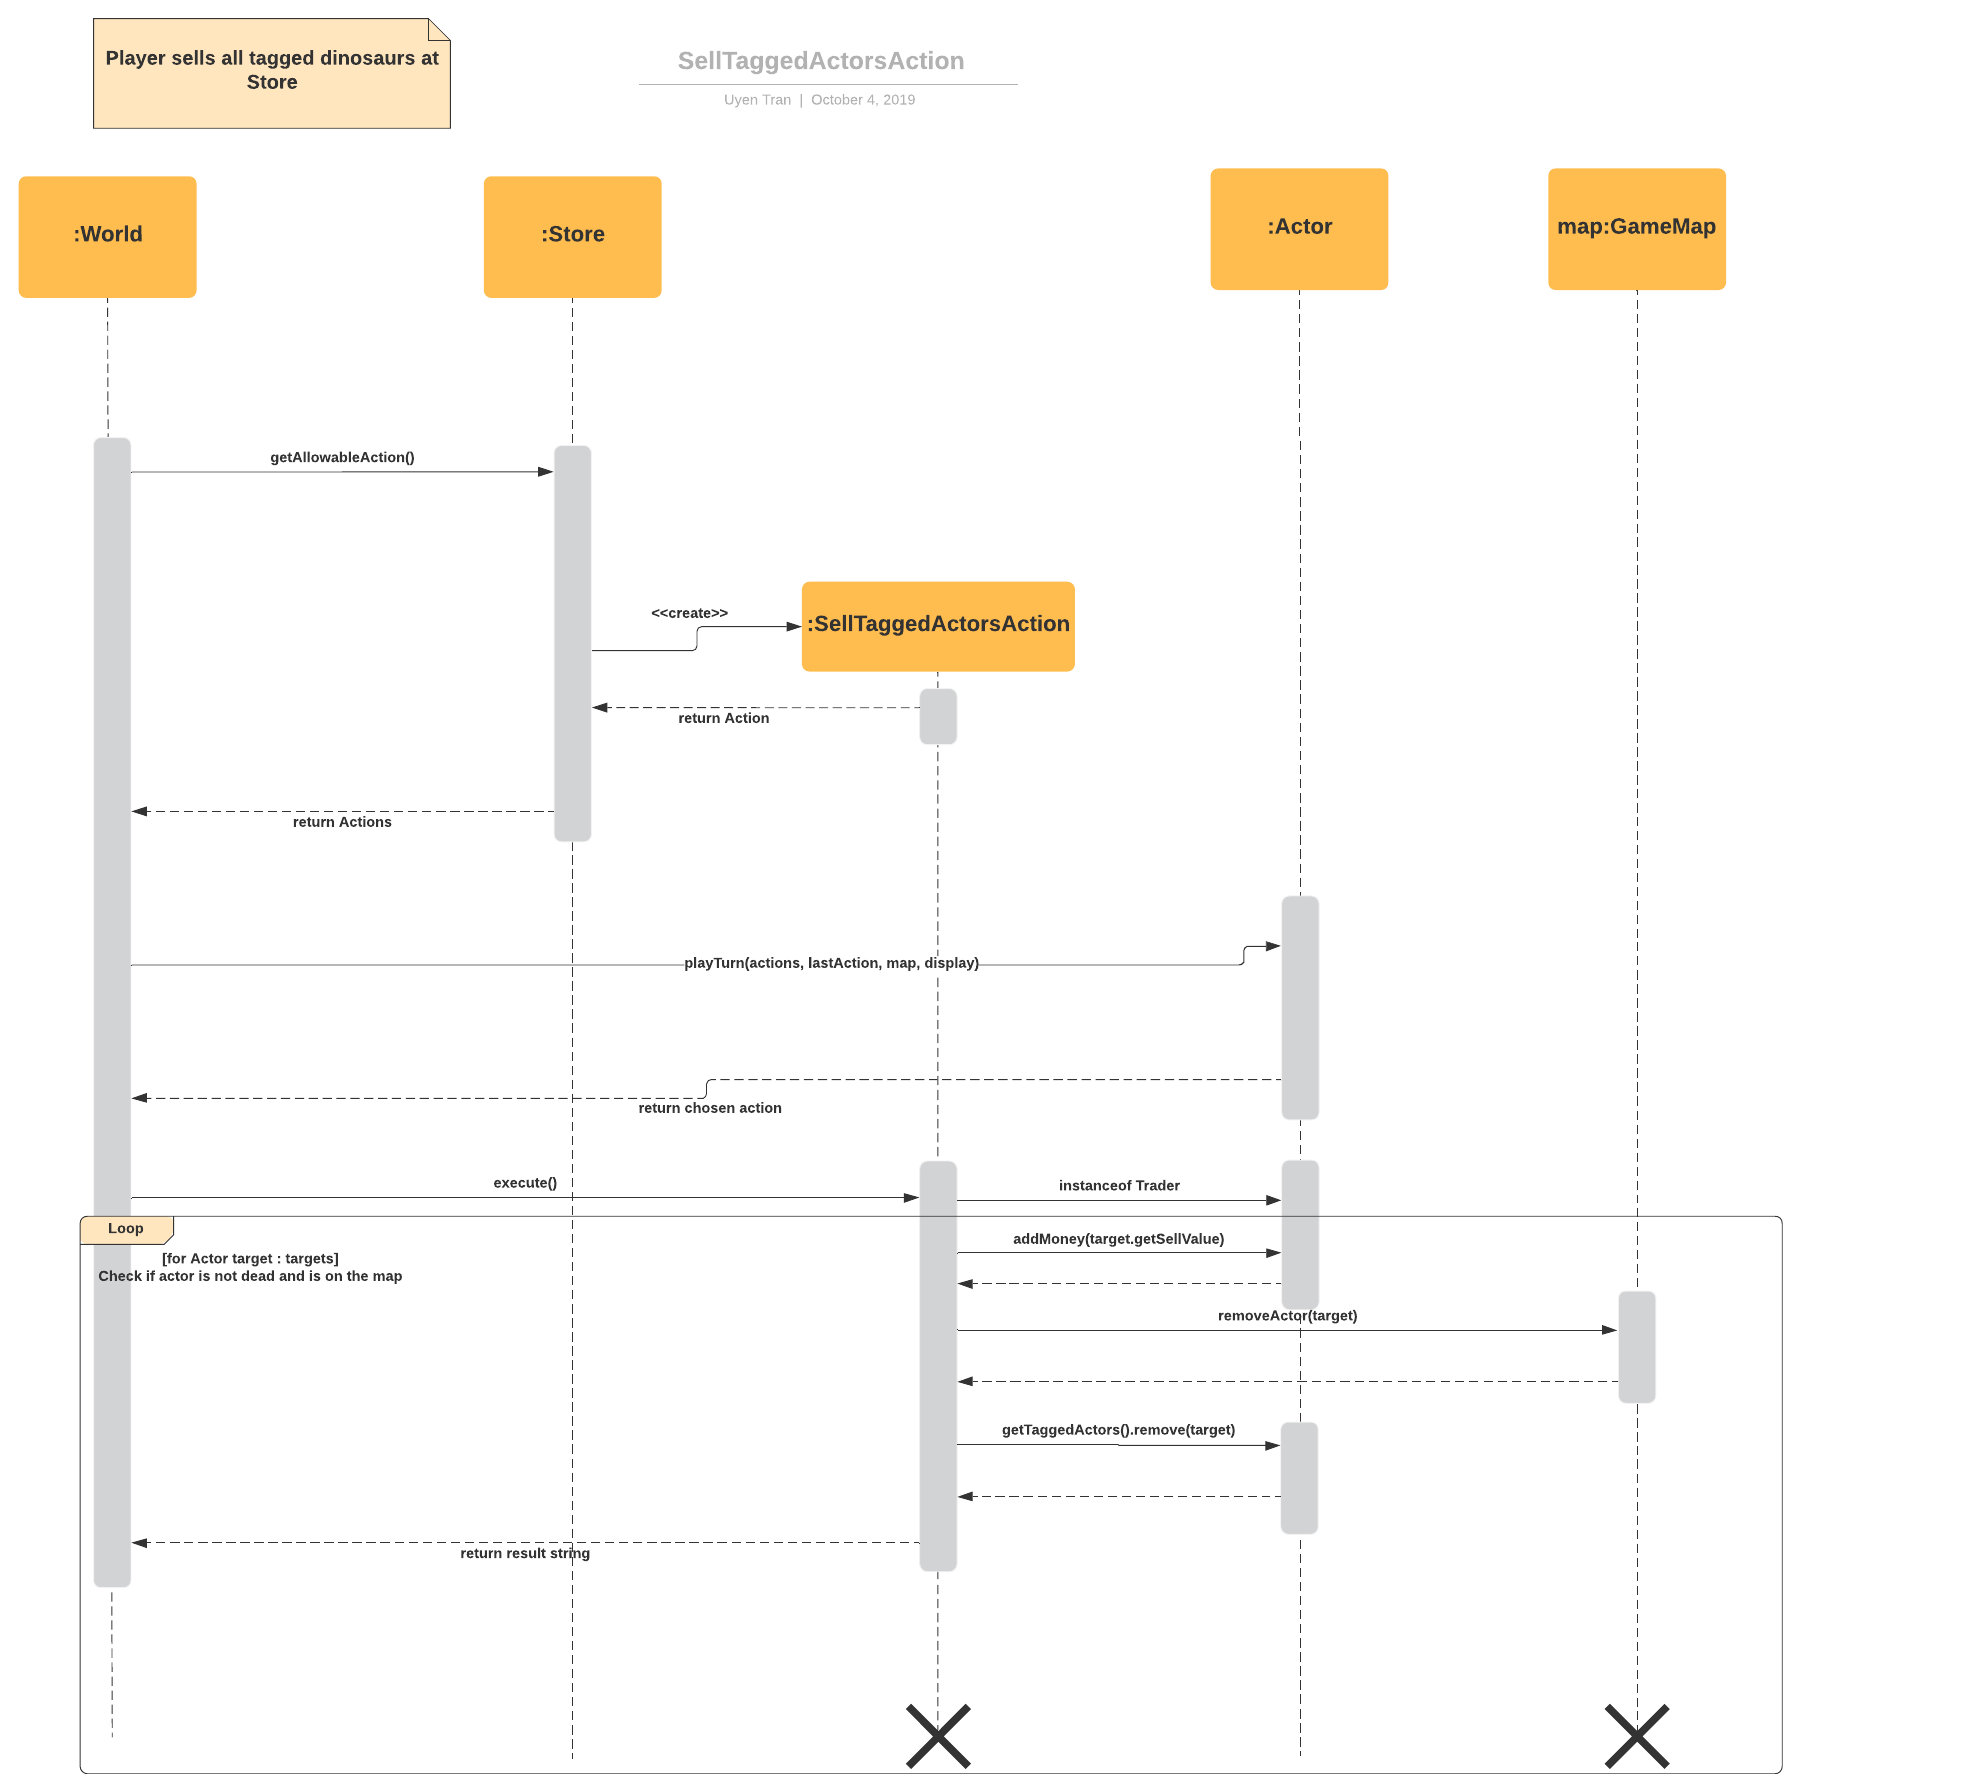 Player sells all tagged dinosaurs at
Store
SellTaggedActorsAction
Uyen Tran | October 4, 2019
:World
:Store
:Actor
map:GameMap
getAllowableAction()
<<create>>
:SellTaggedActorsAction
return Action
return Actions
playTurn(actions, lastAction, map, display)
return chosen action
execute()
instanceof Trader
Loop
[for Actor target : targets]
Check if actor is not dead and is on the map
addMoney(target.getSellValue)
removeActor(target)
getTaggedActors().remove(target)
return result string